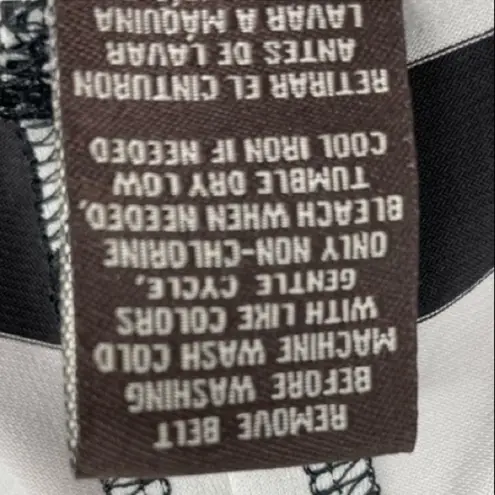 REMOVE BELT
BEFORE WASHING
MACHINE WASH COLD
WITH LIKE COLORS
GENTLE CYCLE,
ONLY NON-CHLORINE
BLEACH WHEN NEEDED,
TUMBLE DRY LOW
COOL IRON IF NEEDED
RETIRAR EL CINTURON
ANTES DE LAVAR
LAVAR A MÁQUINA